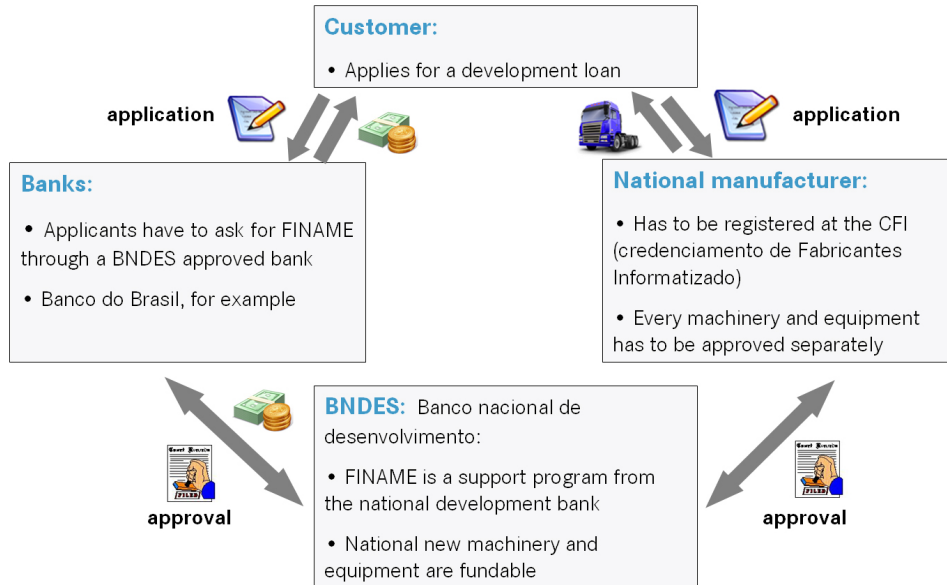 Customer:
• Applies for a development loan
application
application
Banks:
• Applicants have to ask for FINAME
through a BNDES approved bank
• Banco do Brasil, for example
National manufacturer:
• Has to be registered at the CFI
(credenciamento de Fabricantes
Informatizado)
• Every machinery and equipment
has to be approved separately
BNDES: Banco nacional de
desenvolvimento:
• FINAME is a support program from
the national development bank
• National new machinery and
equipment are fundable
FILED
approval
FILED
approval